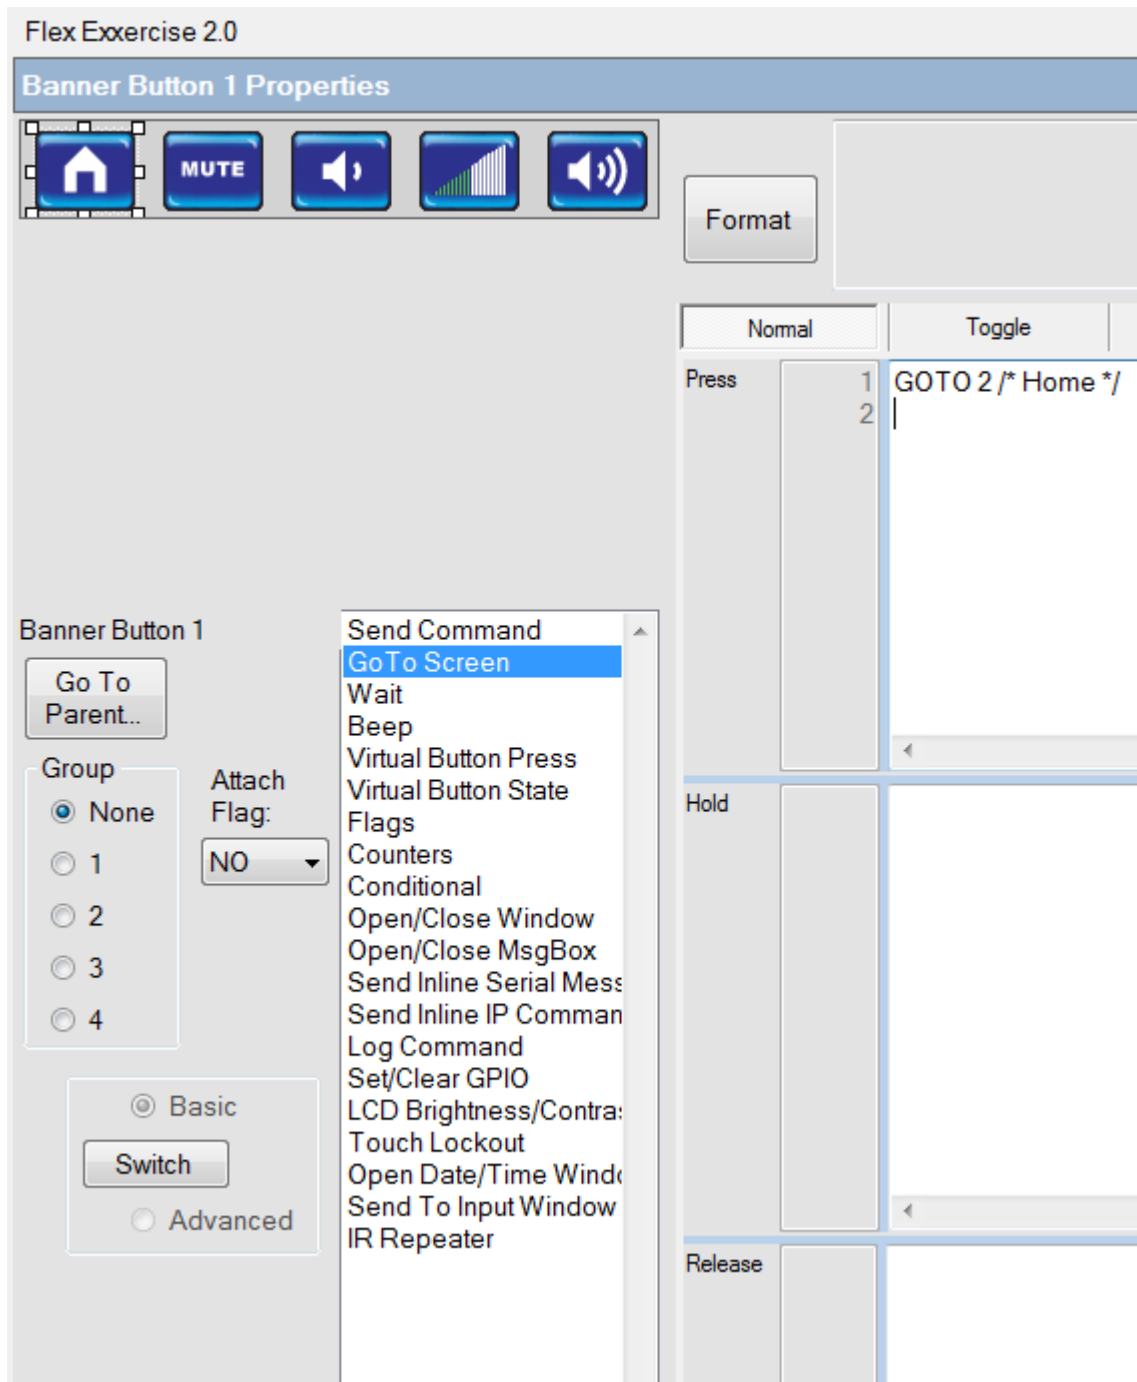 Flex Exxercise 2.0
Banner Button 1 Properties
MUTE
Format
Normal
Toggle
Press
1
GOTO 2 /* Home */
2
Banner Button 1
Go To
Parent...
Group
None
1
2
3
4
Attach
Flag:
NO
Basic
Switch
Advanced
Send Command
GoTo Screen
Wait
Beep
Virtual Button Press
Virtual Button State
Flags
Counters
Conditional
Open/Close Window
Open/Close MsgBox
Send Inline Serial Mess
Send Inline IP Comman
Log Command
Set/Clear GPIO
LCD Brightness/Contras
Touch Lockout
Open Date/Time Windo
Send To Input Window
IR Repeater
Hold
Release